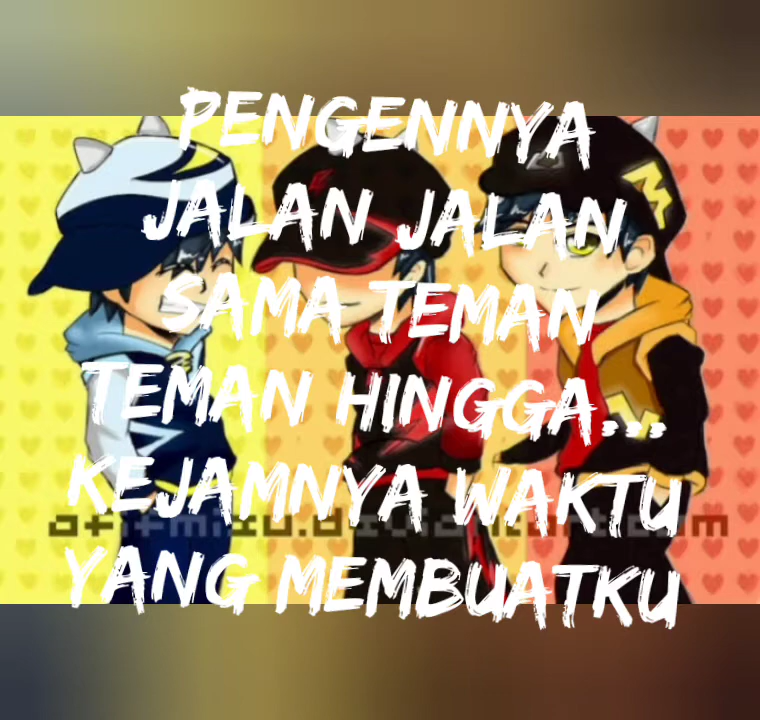 PENGENNYA
JALAN JALAN
SAMA TEMAN
TEMAN HINGGA...
KEJAMNYA WAKTU
YANG MEMBUATKU